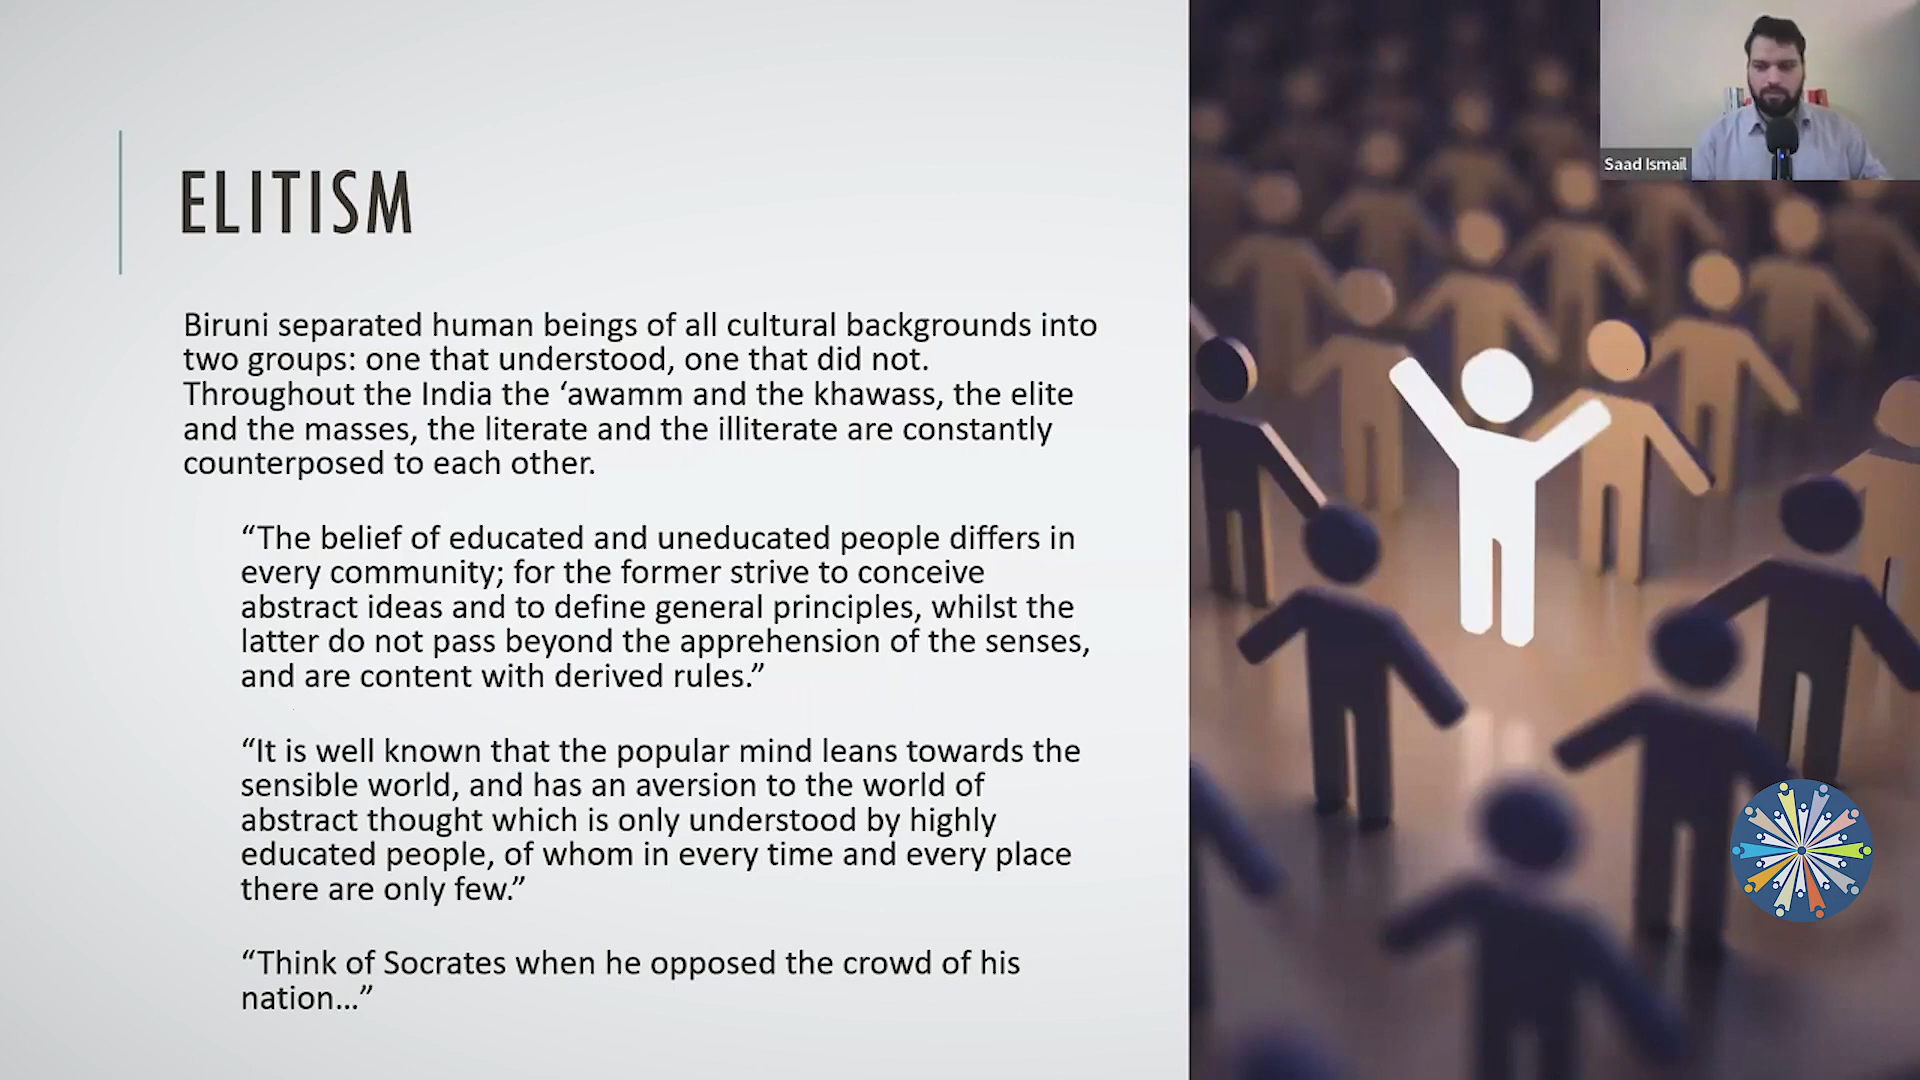 Saad Ismail
ELITISM
Biruni separated human beings of all cultural backgrounds into
two groups: one that understood, one that did not.
Throughout the India the ‘awamm and the khawass, the elite
and the masses, the literate and the illiterate are constantly
counterposed to each other.
“The belief of educated and uneducated people differs in
every community; for the former strive to conceive
abstract ideas and to define general principles, whilst the
latter do not pass beyond the apprehension of the senses,
and are content with derived rules.”
“It is well known that the popular mind leans towards the
sensible world, and has an aversion to the world of
abstract thought which is only understood by highly
educated people, of whom in every time and every place
there are only few.”
“Think of Socrates when he opposed the crowd of his
nation…”